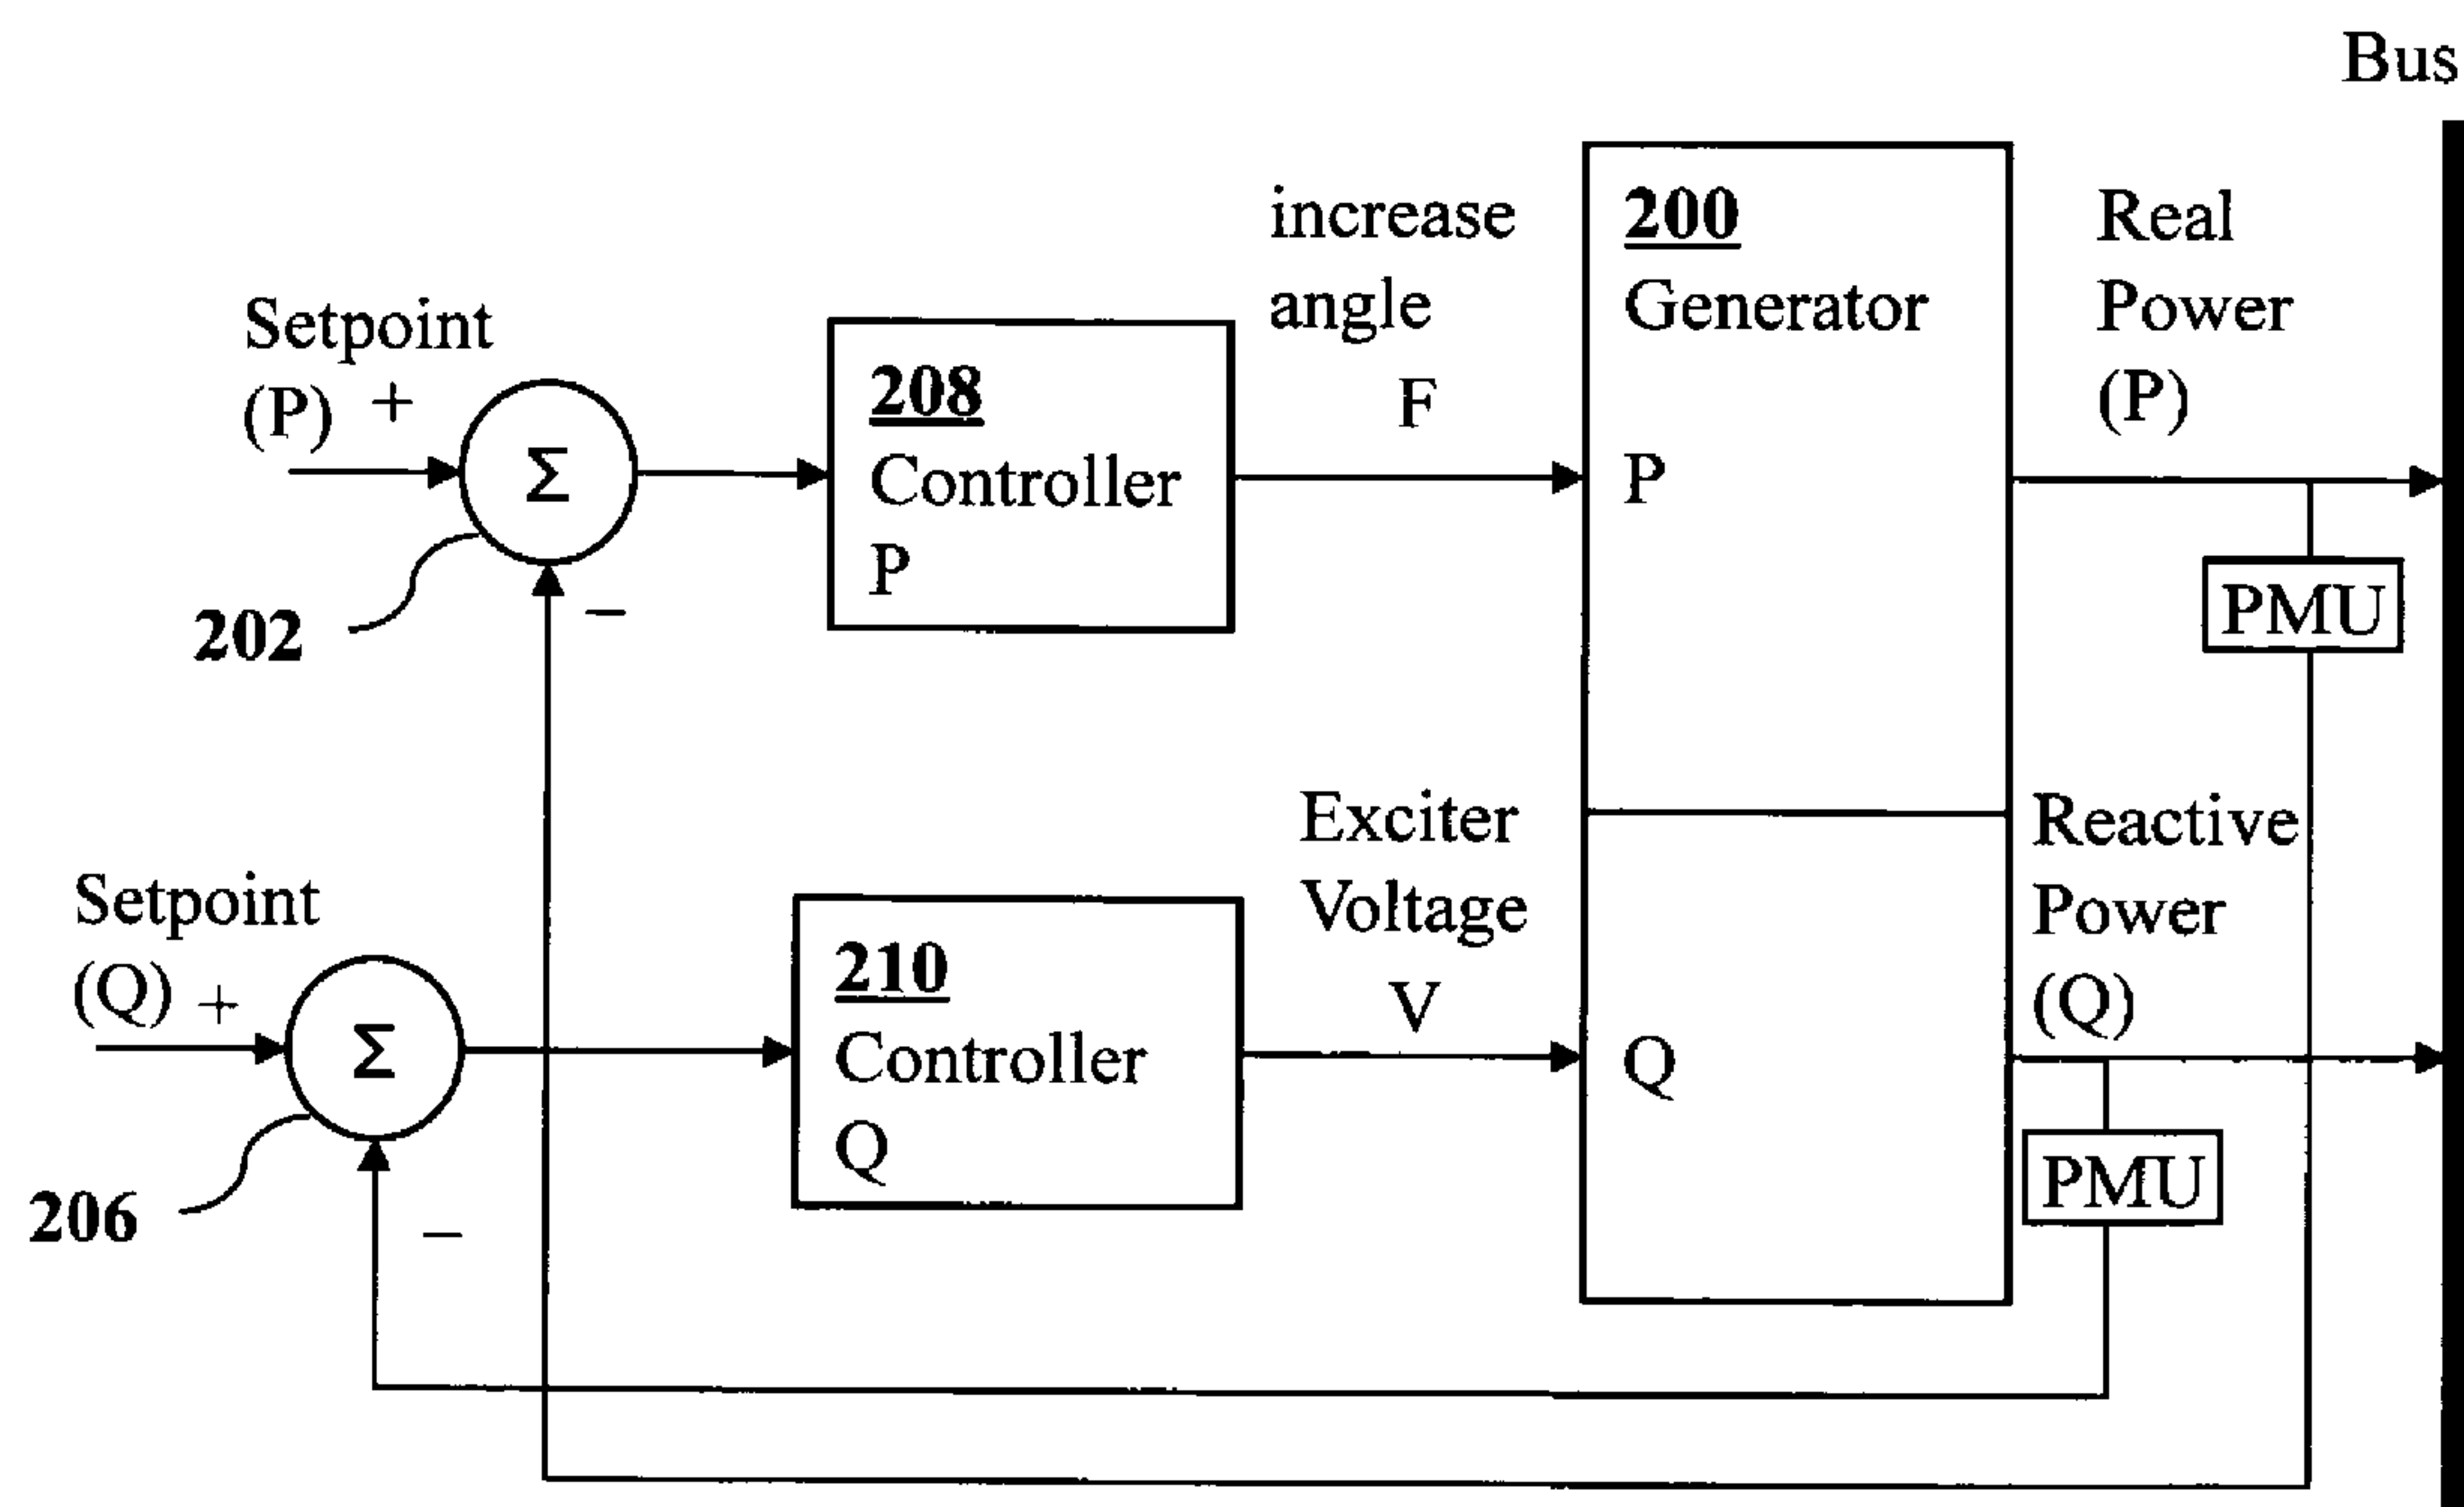 Bus
increase
angle
F
200
Generator
P
Real
Power
(P)
Setpoint
(P) +
Σ
208
Controller
P
202
−
PMU
Setpoint
(Q) +
Σ
210
Controller
Q
Exciter
Voltage
V
Q
Reactive
Power
(Q)
206
−
PMU